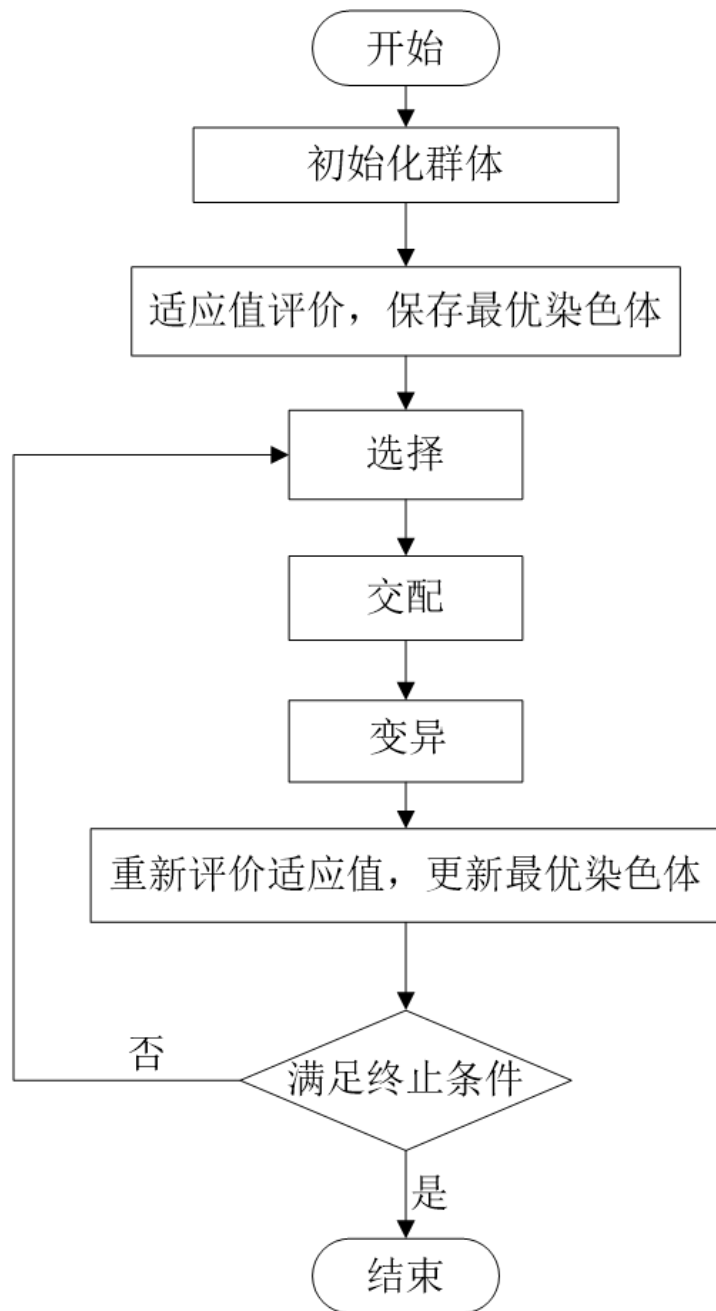 开始
初始化群体
适应值评价，保存最优染色体
选择
交配
变异
重新评价适应值，更新最优染色体
否
满足终止条件
是
结束